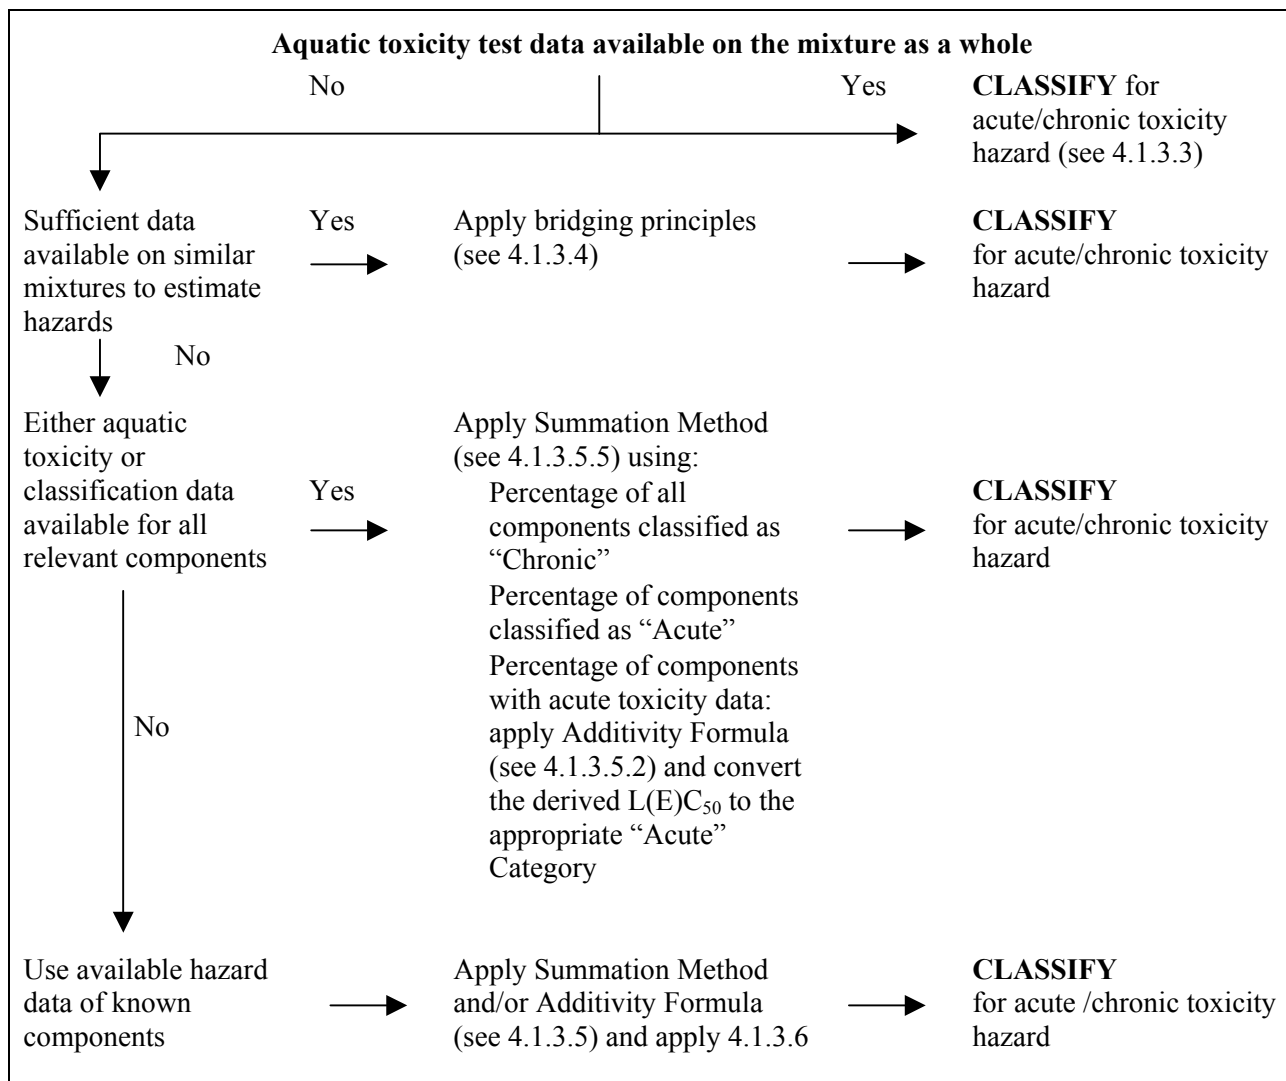 Aquatic toxicity test data available on the mixture as a whole
No
Yes
CLASSIFY for
acute/chronic toxicity
hazard (see 4.1.3.3)
Sufficient data
available on similar
mixtures to estimate
hazards
Yes
Apply bridging principles
(see 4.1.3.4)
CLASSIFY
for acute/chronic toxicity
hazard
No
Either aquatic
toxicity or
classification data
available for all
relevant components
Yes
Apply Summation Method
(see 4.1.3.5.5) using:
Percentage of all
components classified as
“Chronic”
Percentage of components
classified as “Acute”
Percentage of components
with acute toxicity data:
apply Additivity Formula
(see 4.1.3.5.2) and convert
the derived L(E)C₅₀ to the
appropriate “Acute”
Category
CLASSIFY
for acute/chronic toxicity
hazard
No
Use available hazard
data of known
components
Apply Summation Method
and/or Additivity Formula
(see 4.1.3.5) and apply 4.1.3.6
CLASSIFY
for acute /chronic toxicity
hazard